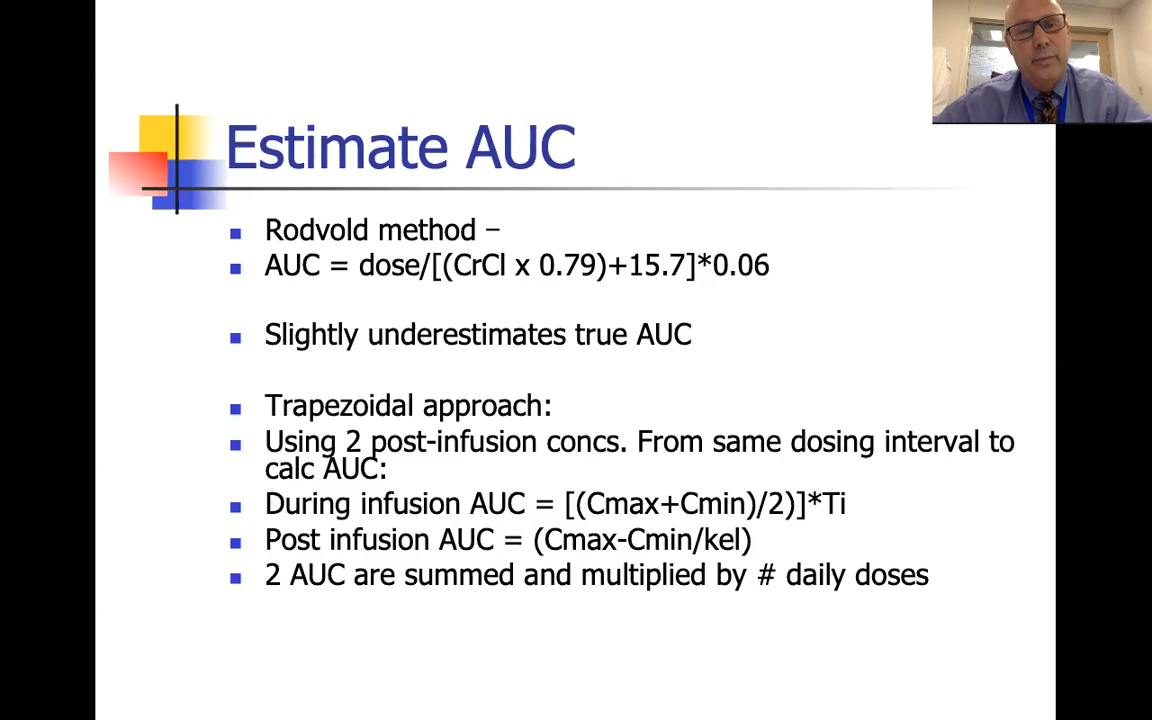 Estimate AUC
Rodvold method –
AUC = dose/[(CrCl x 0.79)+15.7]*0.06
Slightly underestimates true AUC
Trapezoidal approach:
Using 2 post-infusion concs. From same dosing interval to
calc AUC:
During infusion AUC = [(Cmax+Cmin)/2)]*Ti
Post infusion AUC = (Cmax-Cmin/kel)
2 AUC are summed and multiplied by # daily doses